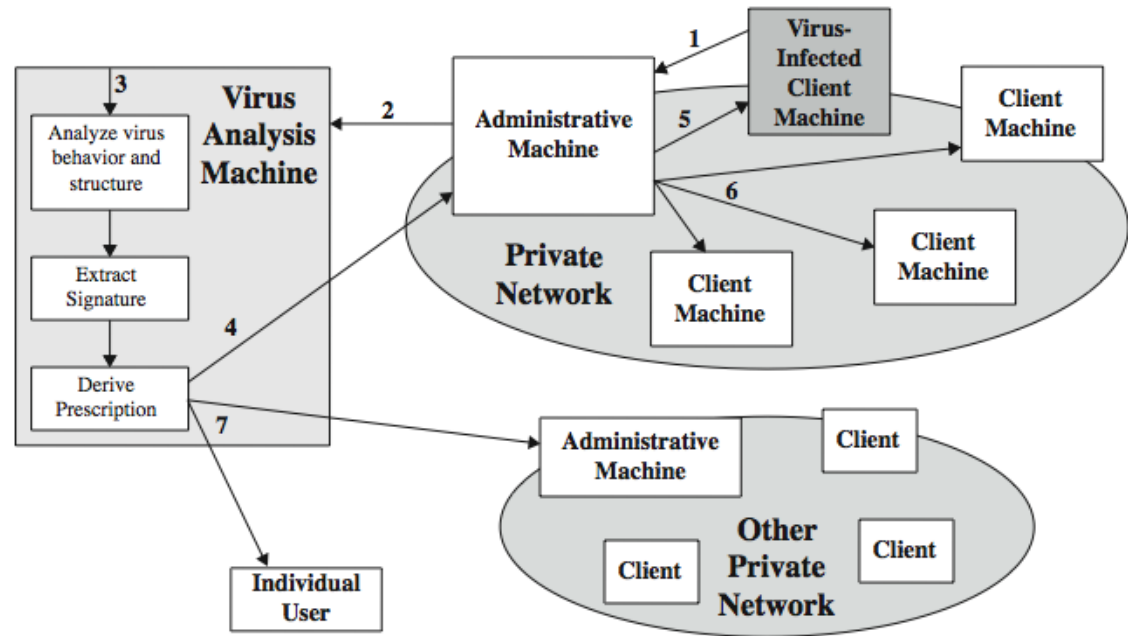 3
Virus
Analysis
Machine
Analyze virus
behavior and
structure
Extract
Signature
Derive
Prescription
2
4
7
Administrative
Machine
1
Virus-
Infected
Client
Machine
5
6
Client
Machine
Client
Machine
Client
Machine
Private
Network
Administrative
Machine
Client
Client
Client
Other
Private
Network
Individual
User